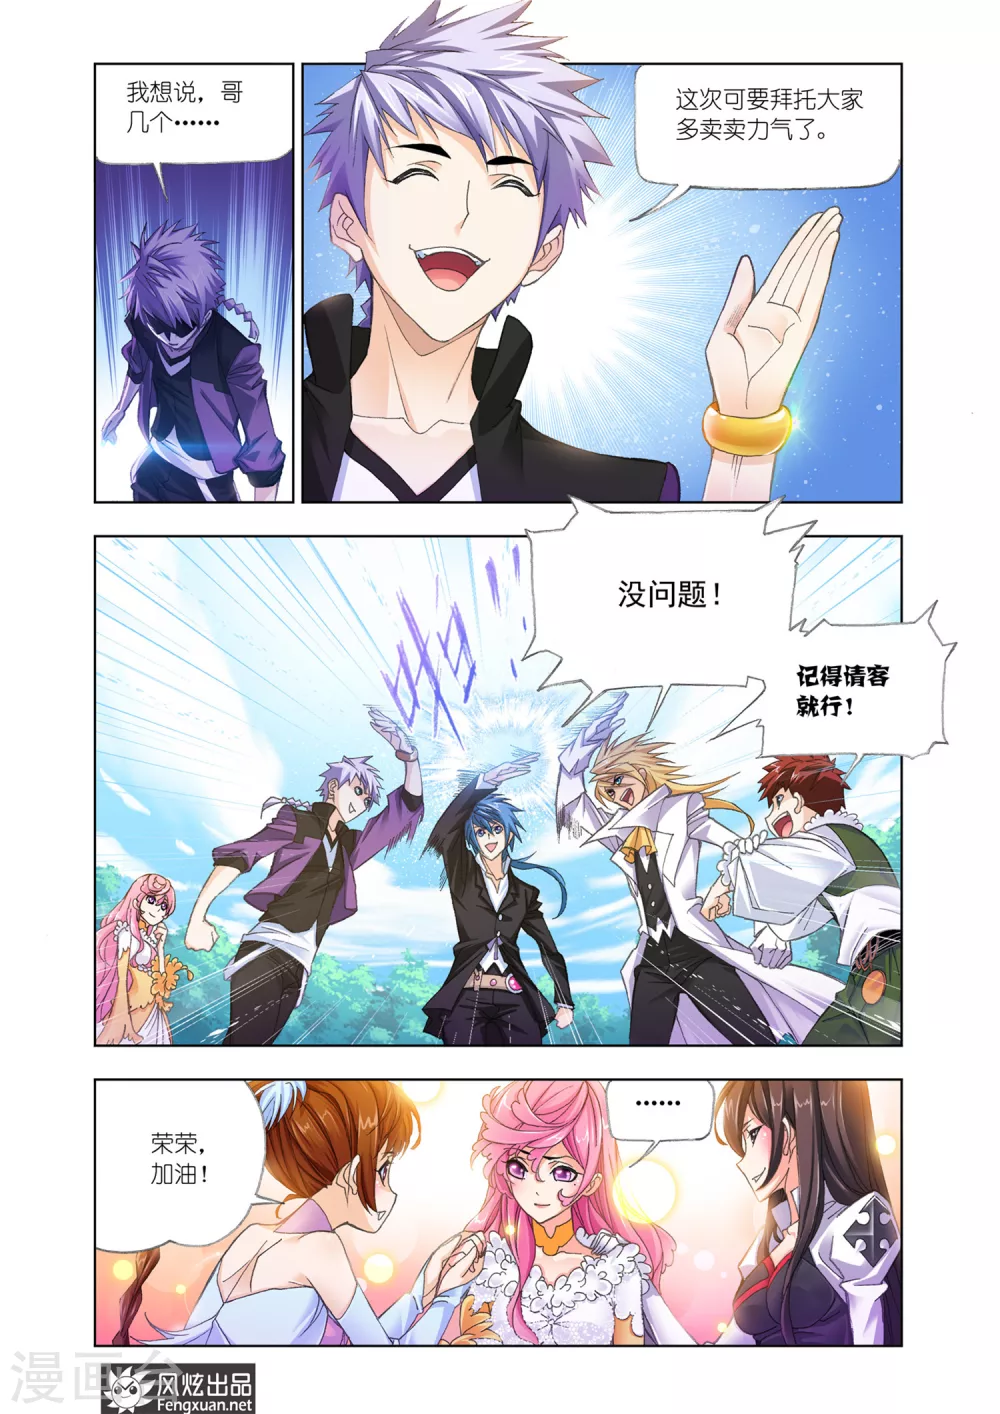 我想说，哥
几个……
这次可要拜托大家
多卖卖力气了。
没问题！
记得请客
就行！
荣荣，
加油！
……
漫画台
风炫出品
Fengxuan.net